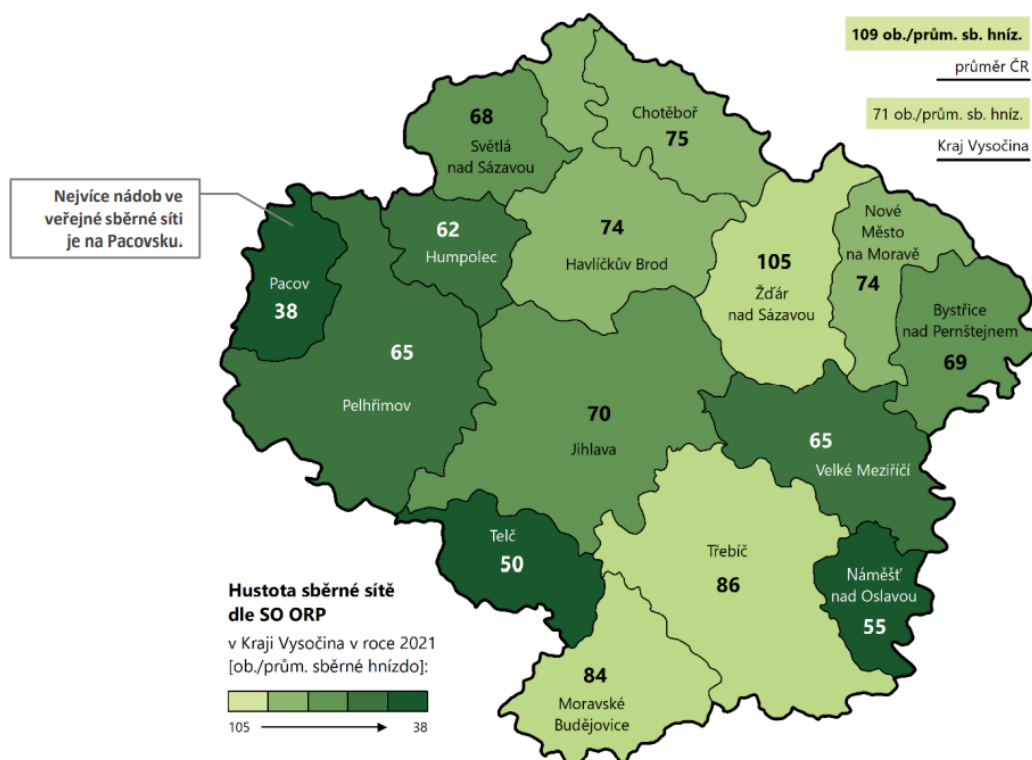 109 ob./prům. sb. hníz.
průměr ČR
71 ob./prům. sb. hníz.
Kraj Vysočina
Nejvíce nádob ve
veřejné sběrné síti
je na Pacovsku.
68
Světlá
nad Sázavou
Chotěboř
75
62
Humpolec
74
Havlíčkův Brod
105
Žďár
nad Sázavou
Nové
Město
na Moravě
74
Bystřice
nad Pernštejnem
69
Pacov
38
65
Pelhřimov
70
Jihlava
65
Velké Meziříčí
Telč
50
Třebíč
86
Náměšť
nad Oslavou
55
84
Moravské
Budějovice
Hustota sběrné sítě
dle SO ORP
v Kraji Vysočina v roce 2021
[ob./prům. sběrné hnízdo]:
105 38